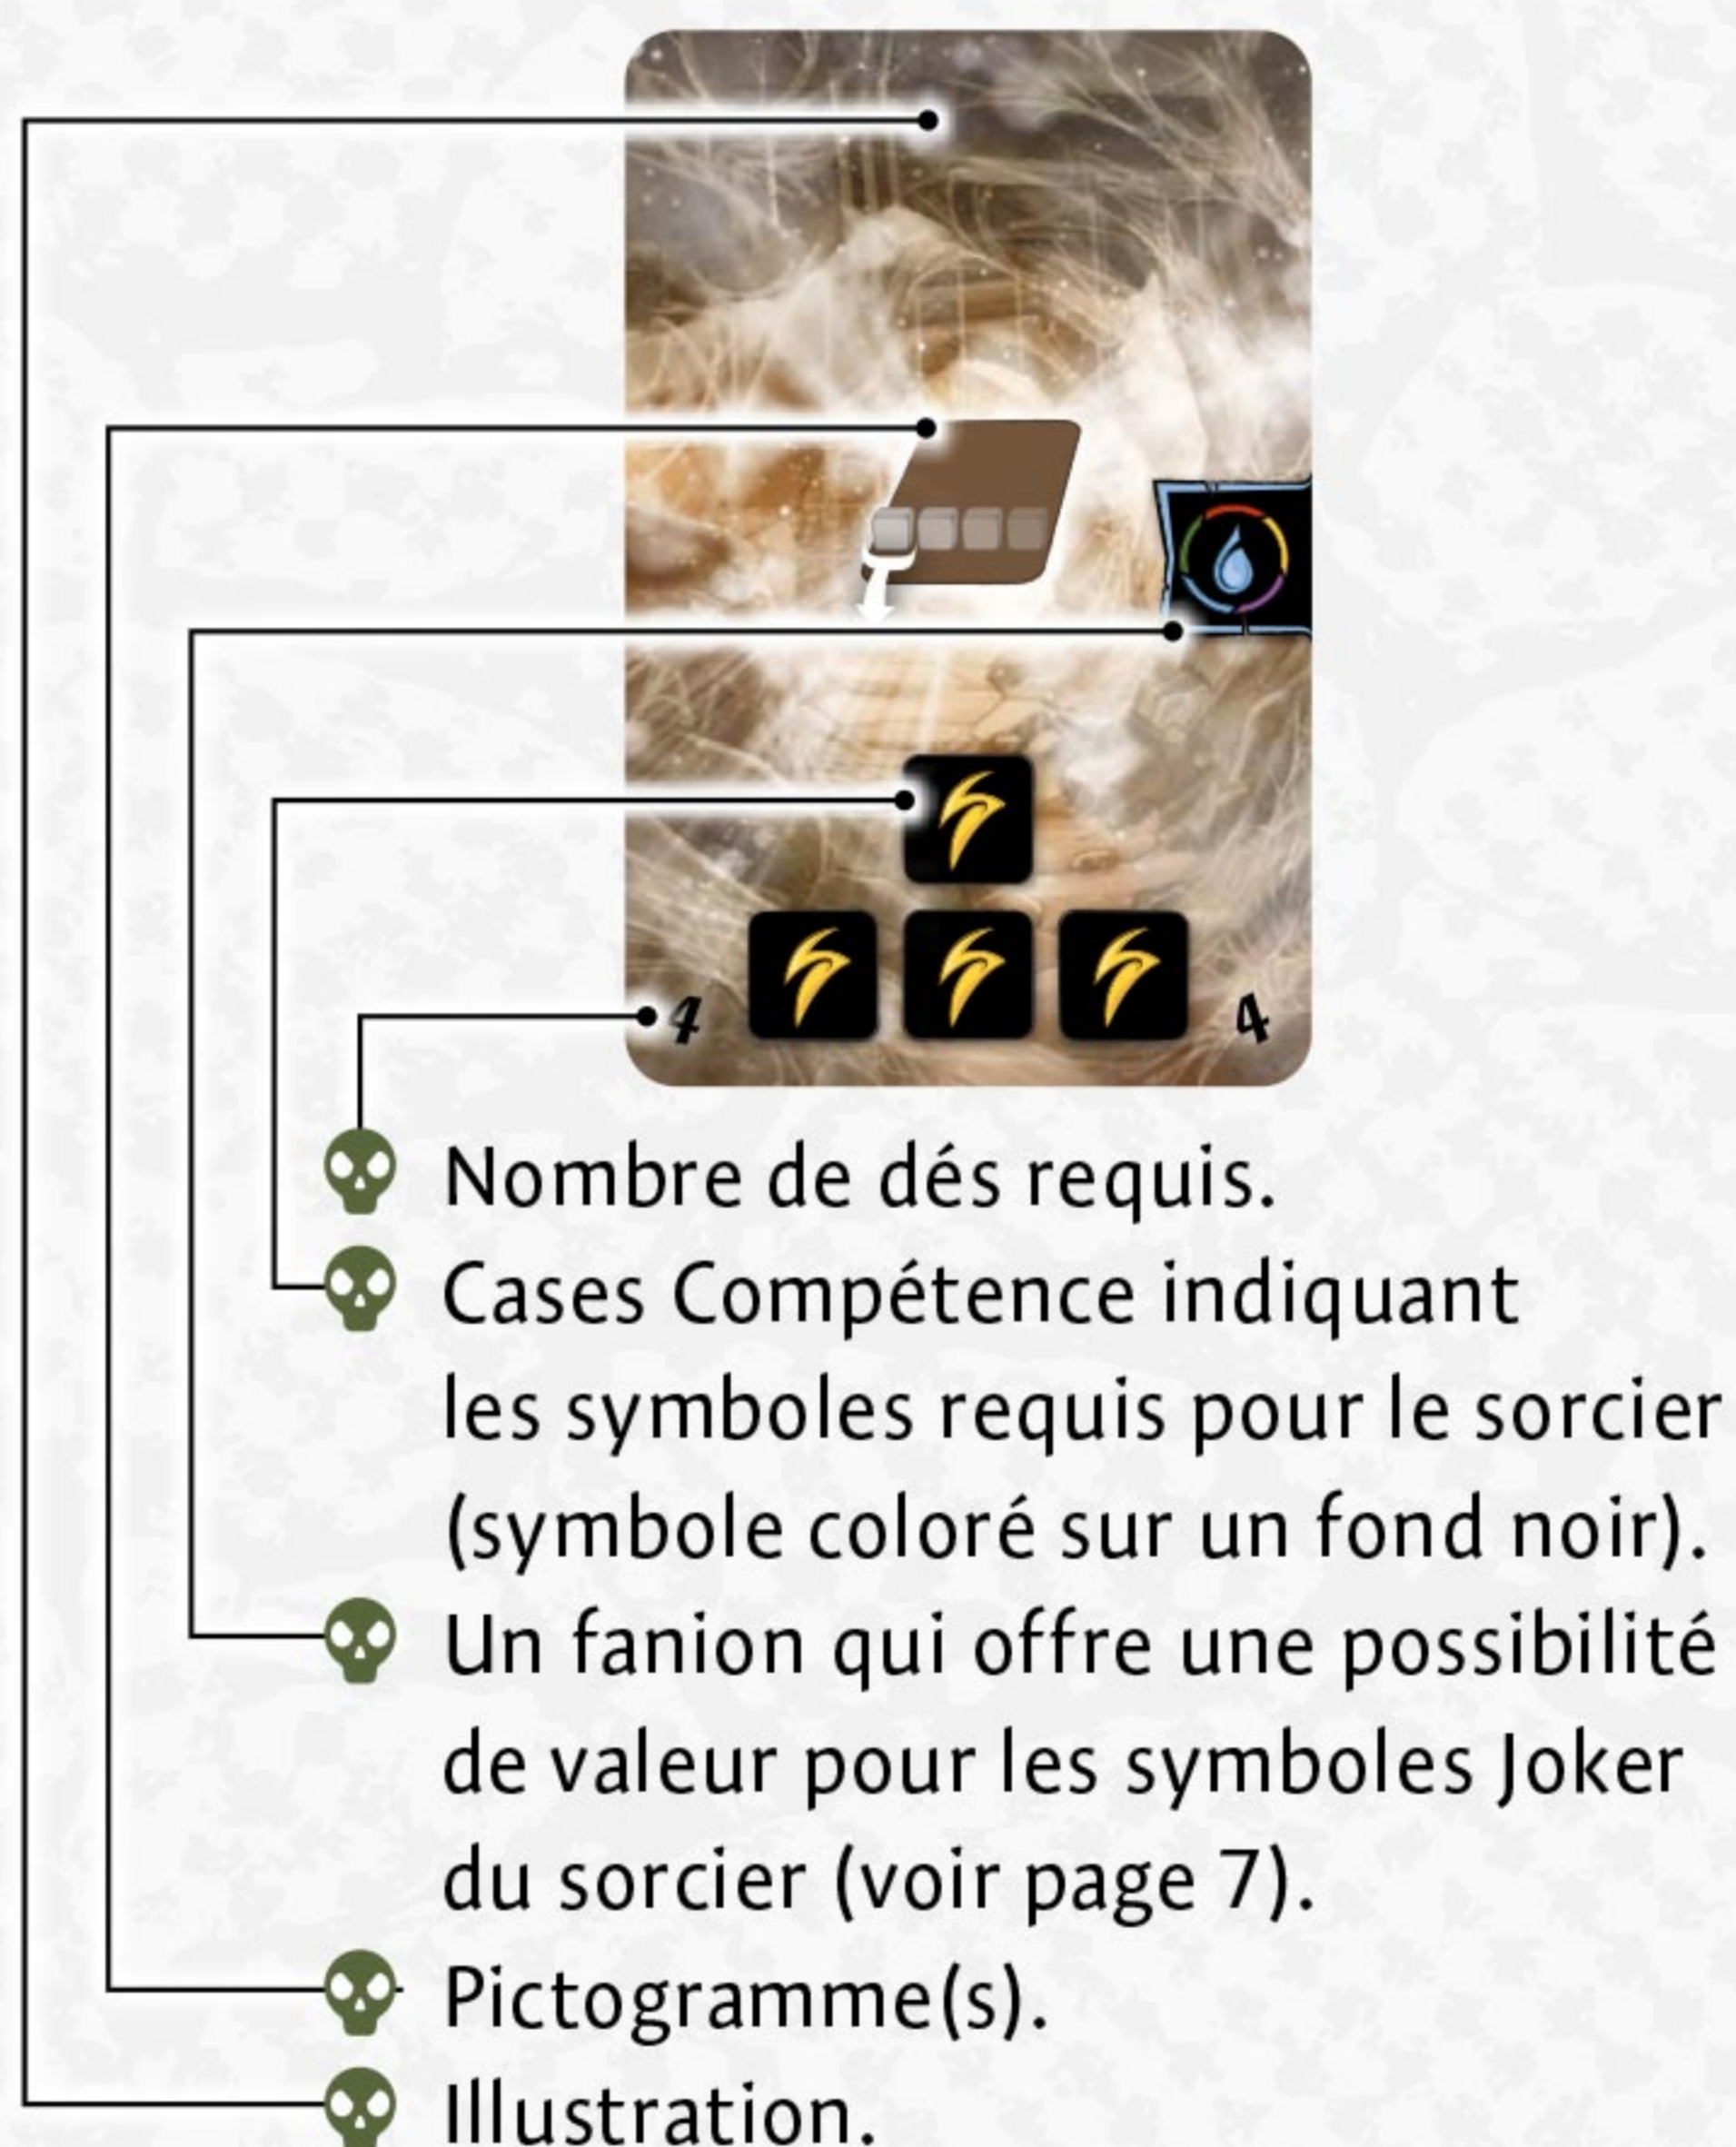 4 4
Nombre de dés requis.
Cases Compétence indiquant
les symboles requis pour le sorcier
(symbole coloré sur un fond noir).
Un fanion qui offre une possibilité
de valeur pour les symboles Joker
du sorcier (voir page 7).
Pictogramme(s).
Illustration.